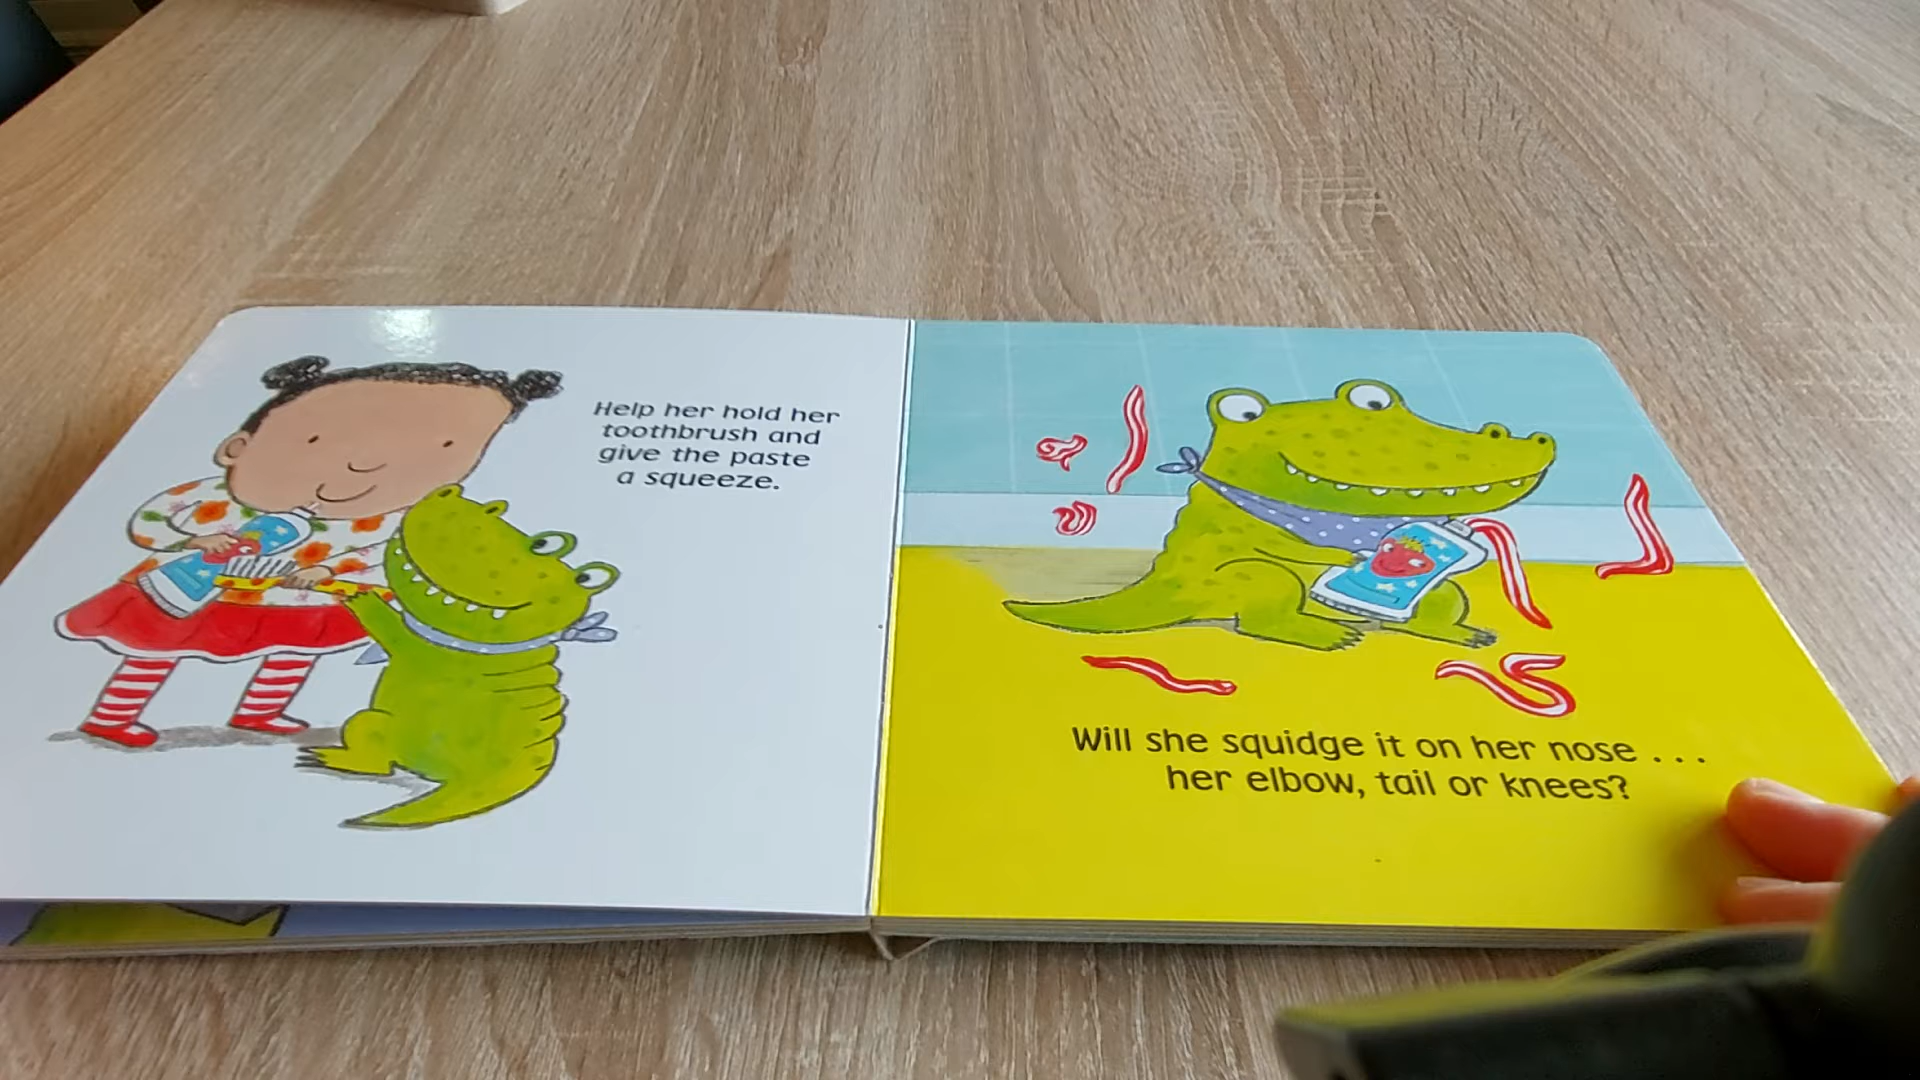 Help her hold her
toothbrush and
give the paste
a squeeze.
Will she squidge it on her nose . . .
her elbow, tail or knees?